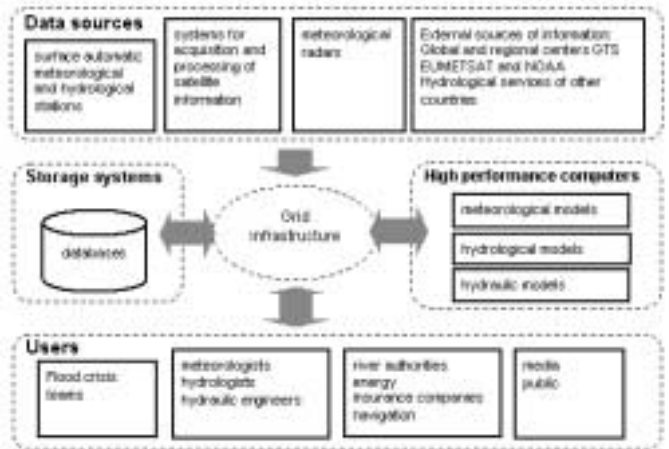 Data sources
surface automatic
meteorological
and hydrological
stations
systems for
acquisition and
processing of
satellite
information
meteorological
radars
External sources of information:
Global and regional centers GTS
EUMETSAT and NOAA
Hydrological services of other
countries
Storage systems
databases
Grid
infrastructure
High performance computers
meteorological models
hydrological models
hydraulic models
Users
Flood crisis
teams
meteorologists
hydrologists
hydraulic engineers
river authorities
energy
insurance companies
navigation
media
public